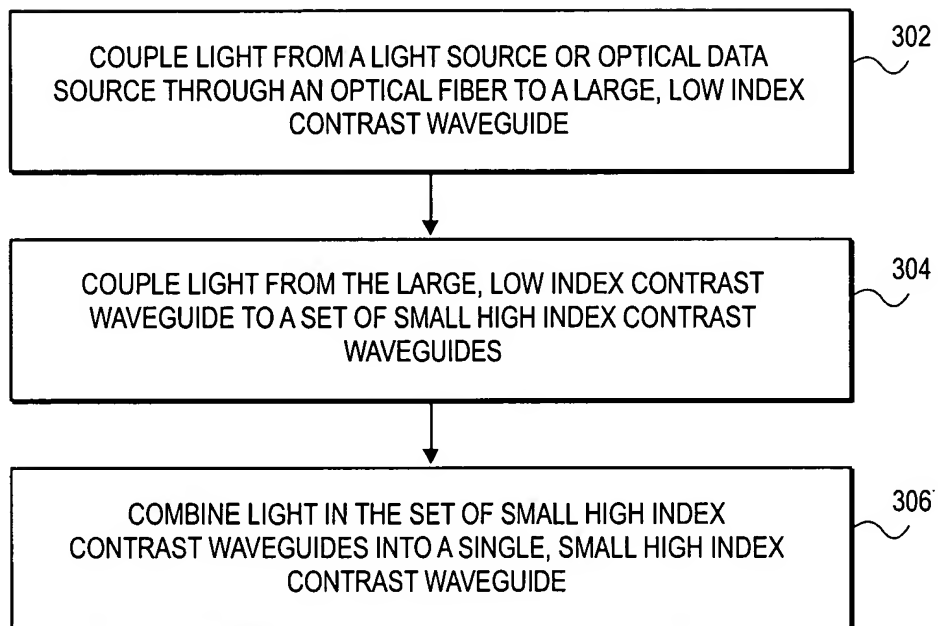 302
COUPLE LIGHT FROM A LIGHT SOURCE OR OPTICAL DATA
SOURCE THROUGH AN OPTICAL FIBER TO A LARGE, LOW INDEX
CONTRAST WAVEGUIDE
304
COUPLE LIGHT FROM THE LARGE, LOW INDEX CONTRAST
WAVEGUIDE TO A SET OF SMALL HIGH INDEX CONTRAST
WAVEGUIDES
306
COMBINE LIGHT IN THE SET OF SMALL HIGH INDEX
CONTRAST WAVEGUIDES INTO A SINGLE, SMALL HIGH INDEX
CONTRAST WAVEGUIDE